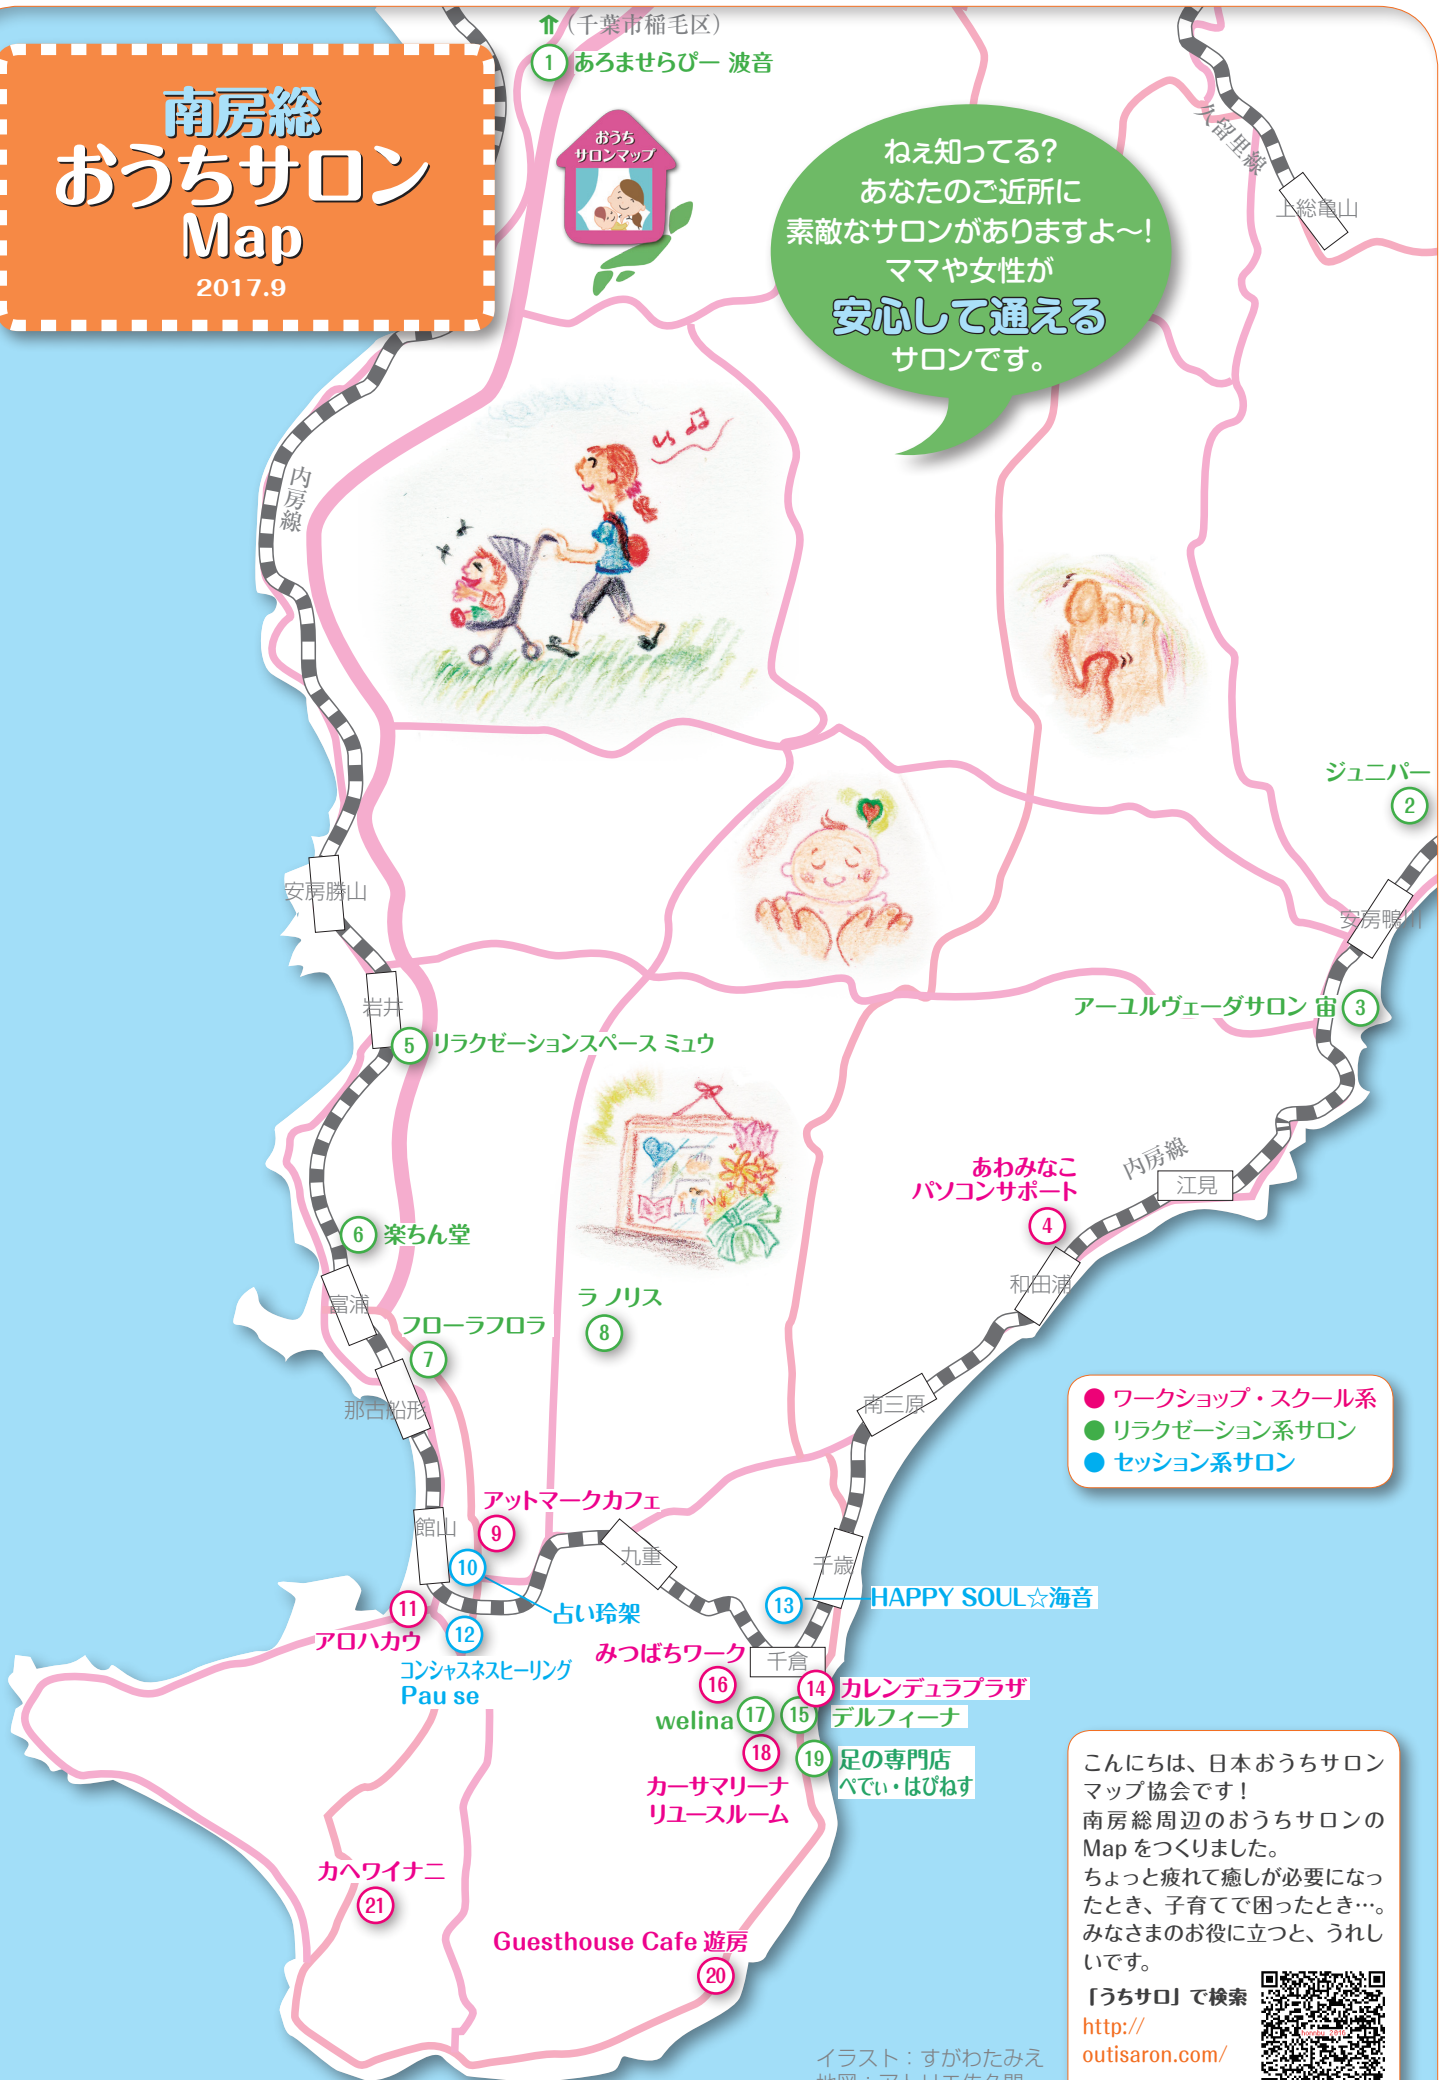 南房総
おうちサロン
Map
2017.9
⇑(千葉市稲毛区)
1 あろませらぴー 波音
おうち
サロンマップ
ねぇ知ってる?
あなたのご近所に
素敵なサロンがありますよ〜!
ママや女性が
安心して通える
サロンです。
久留里線
上総亀山
内房線
ジュニパー
2
安房勝山
安房鴨川
岩井
アーユルヴェーダサロン 宙 3
5 リラクゼーションスペース ミュウ
内房線
江見
あわみなこ
パソコンサポート
4
6 楽ちん堂
和田浦
富浦
ラ ノリス
8
フローラフロラ
7
那古船形
南三原
● ワークショップ・スクール系
● リラクゼーション系サロン
● セッション系サロン
アットマークカフェ
9
館山
九重
千歳
10
占い玲架
13 HAPPY SOUL☆海音
11
アロハカウ
12
コンシャスネスヒーリング
Pau se
みつばちワーク
16
千倉
14 カレンデュラプラザ
welina 17
15 デルフィーナ
18
カーサマリーナ
リユースルーム
19 足の専門店
ぺでぃ・はぴねす
カヘワイナニ
21
Guesthouse Cafe 遊房
20
こんにちは、日本おうちサロン
マップ協会です!
南房総周辺のおうちサロンの
Map をつくりました。
ちょっと疲れて癒しが必要になっ
たとき、子育てで困ったとき…。
みなさまのお役に立つと、うれし
いです。
「うちサロ」で検索
http://
outisaron.com/
honnbu_2016
イラスト：すがわたみえ
地図：アトリエ佐久間